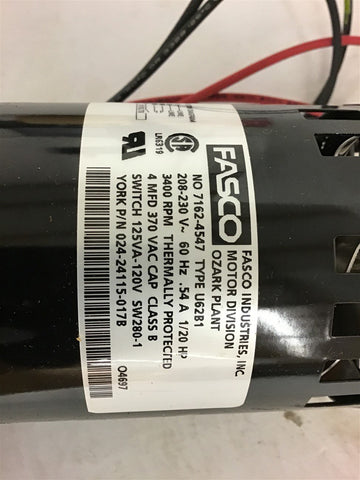 FASCO
FASCO INDUSTRIES, INC
MOTOR DIVISION
OZARK PLANT
NO 7162-4547 TYPE U62B1
208-230 V~ 60 Hz .54 A 1/20 HP
3400 RPM THERMALLY PROTECTED
4 MFD 370 VAC CAP CLASS B
SWITCH 125VA-120V SW280-1
YORK P/N 024-24115-017B
O4697
LR6319